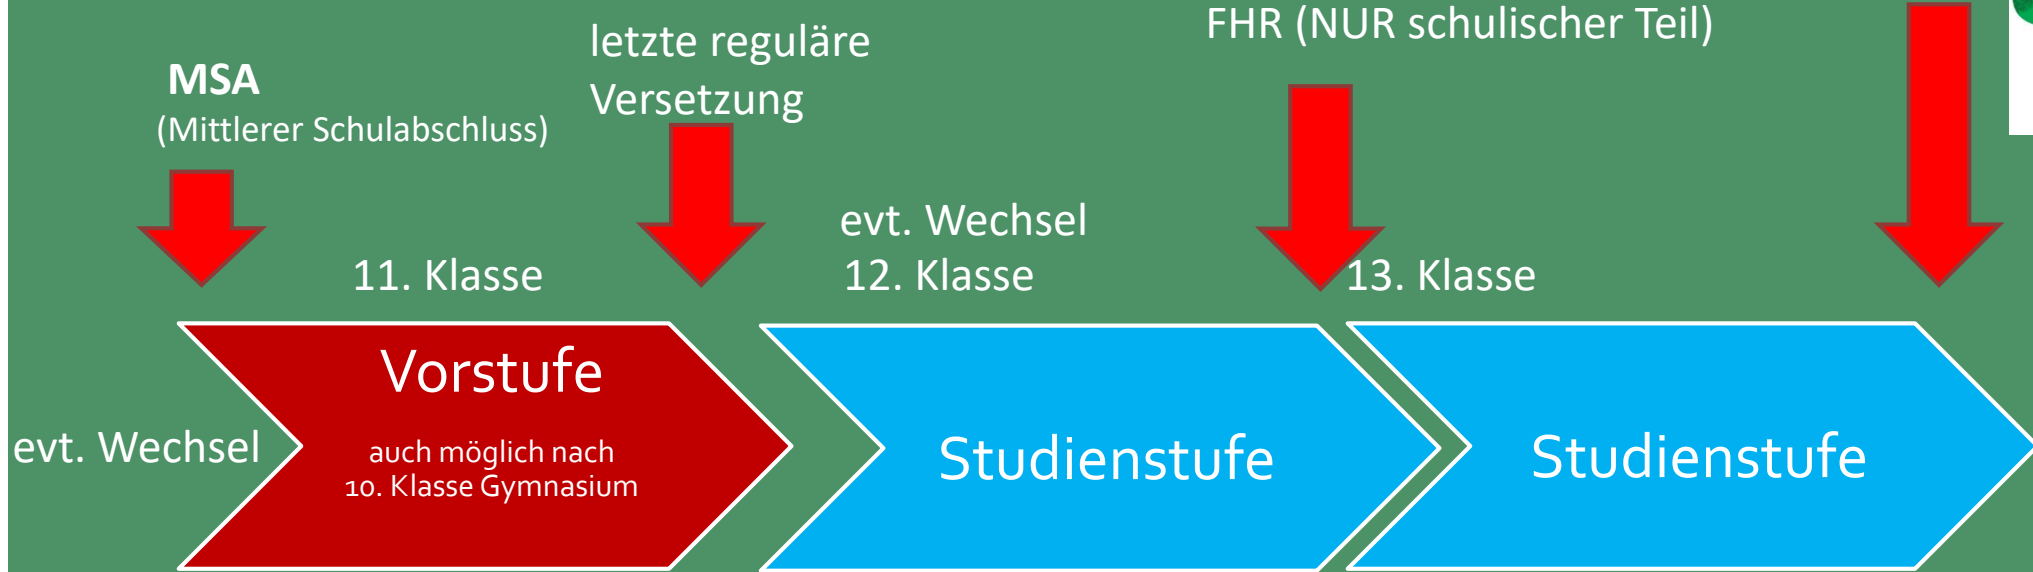 FHR (NUR schulischer Teil)
letzte reguläre
Versetzung
MSA
(Mittlerer Schulabschluss)
evt. Wechsel
11. Klasse
12. Klasse
13. Klasse
Vorstufe
auch möglich nach
10. Klasse Gymnasium
evt. Wechsel
Studienstufe
Studienstufe